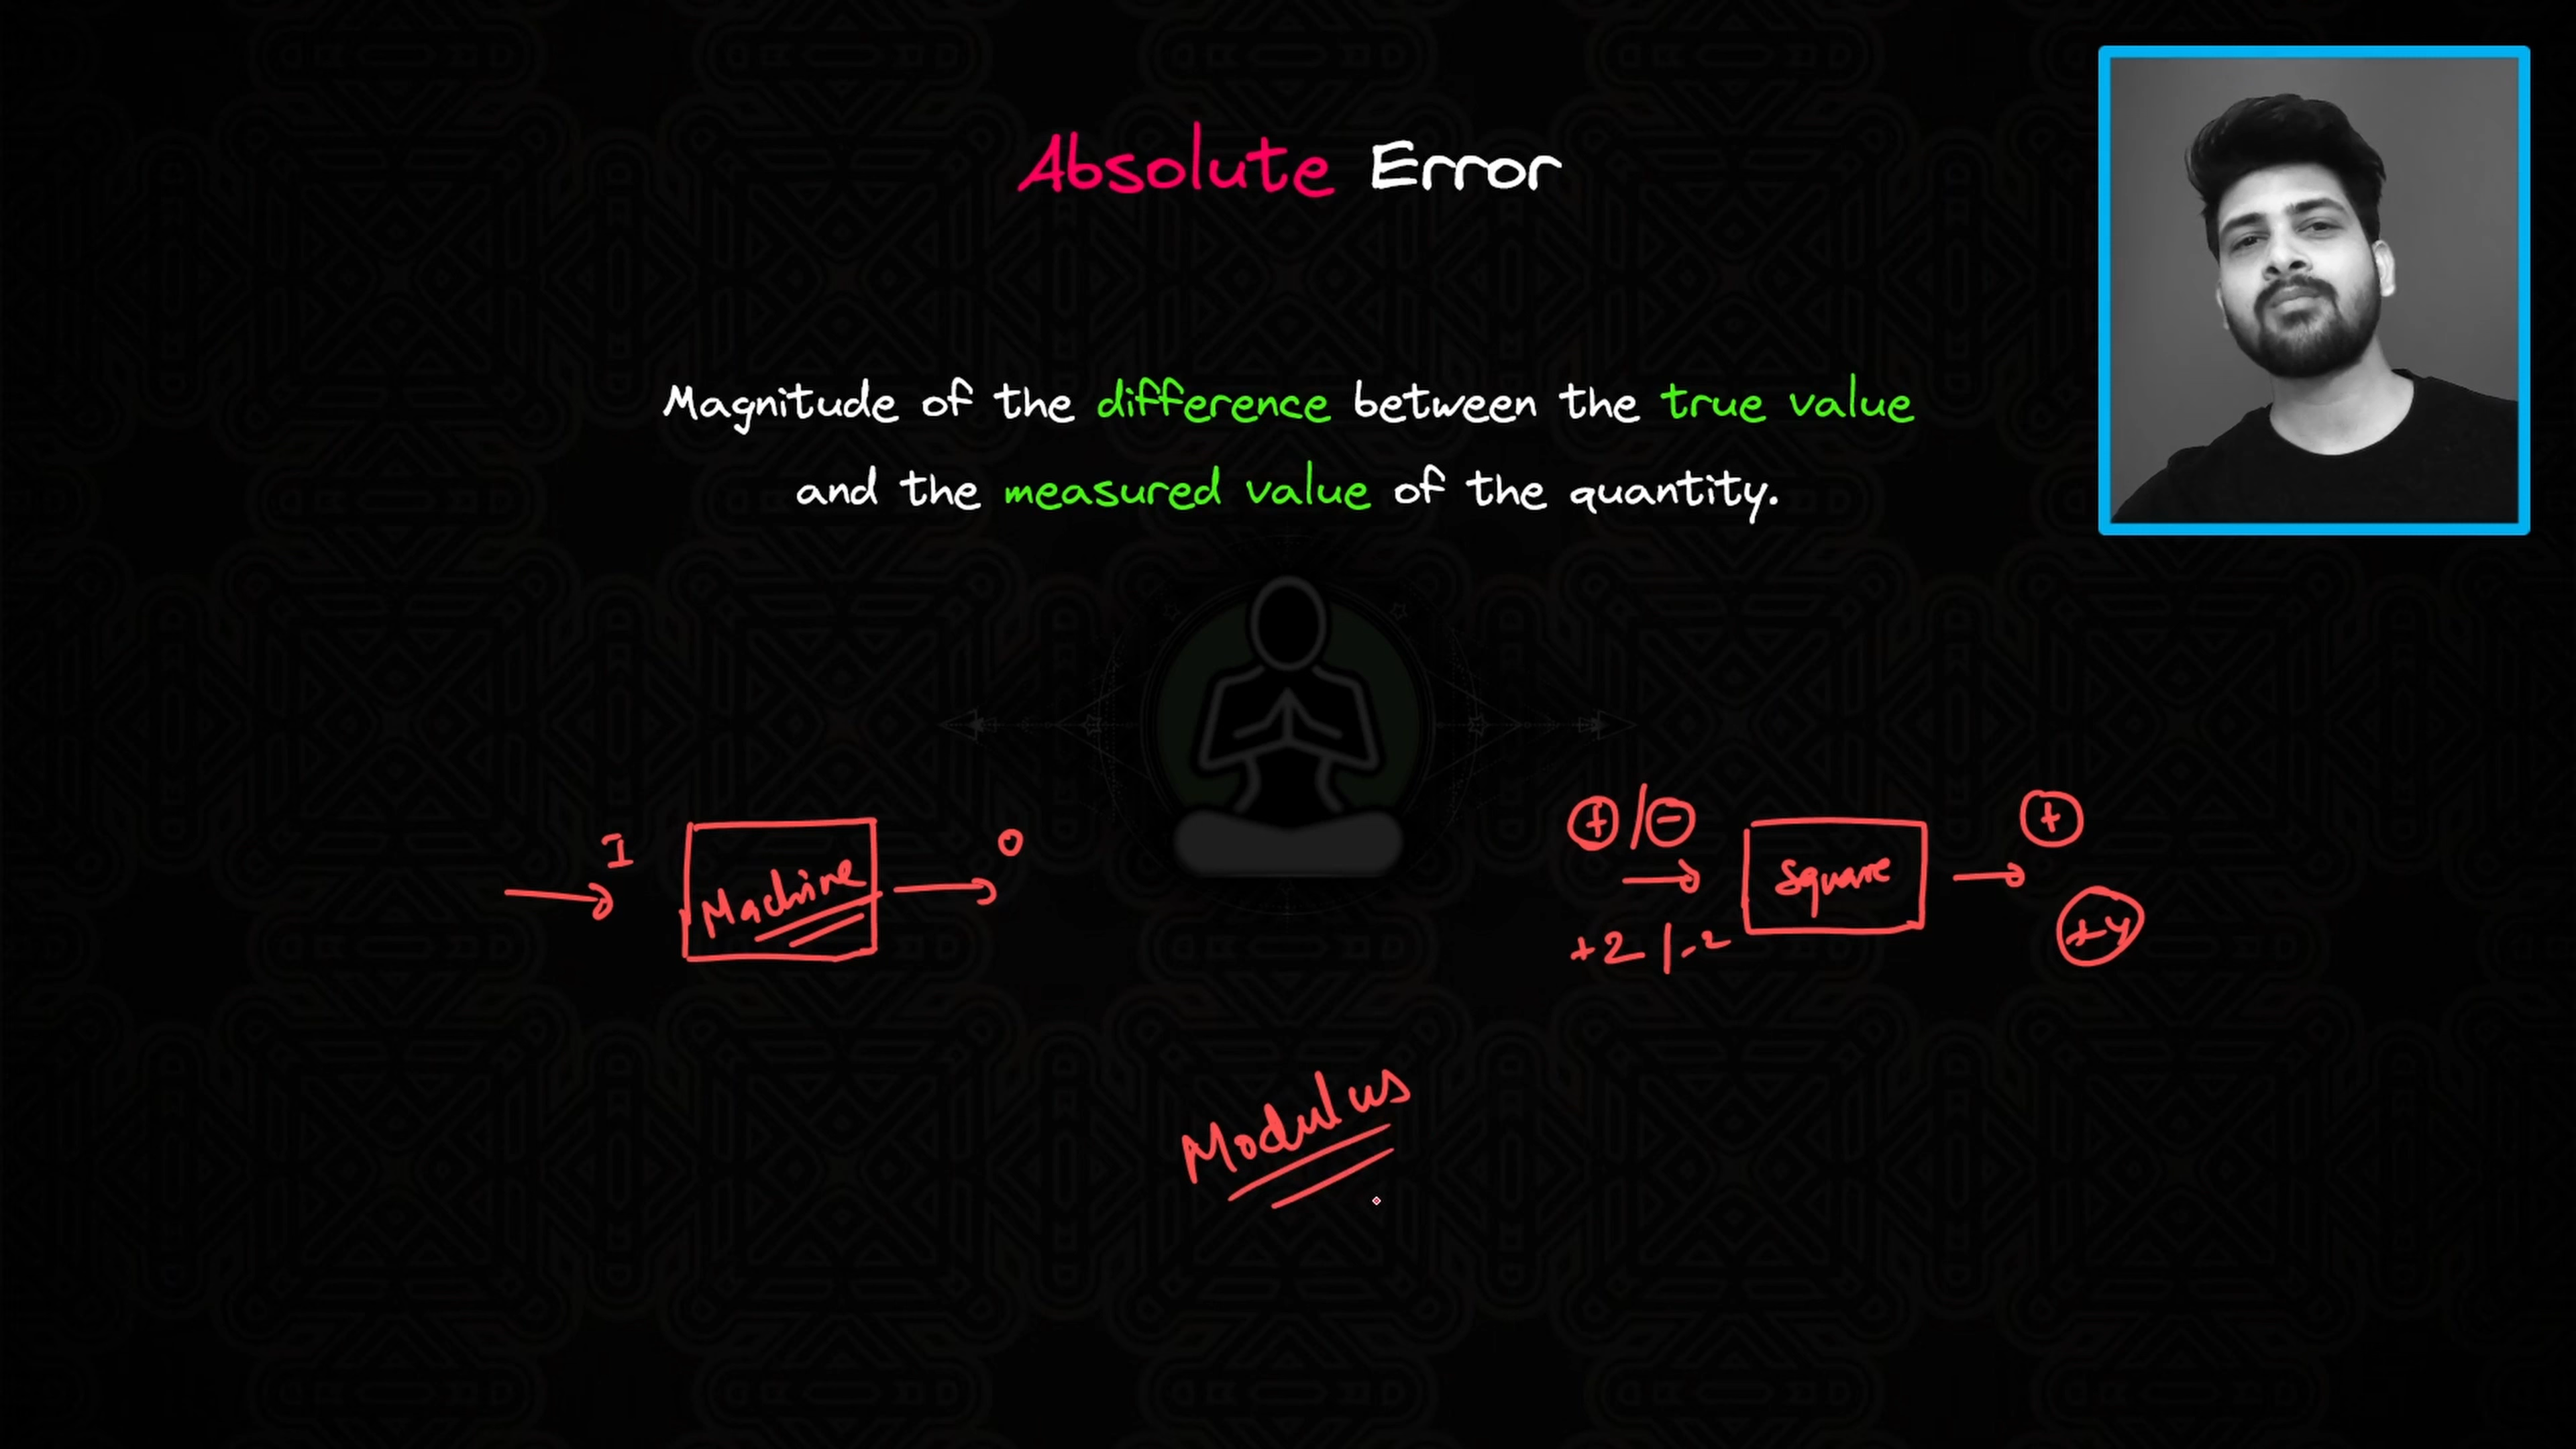 Absolute Error
Magnitude of the difference between the true value
and the measured value of the quantity.
I
Machine
O
+/-
+2/-2
Square
+
+4
Modulus